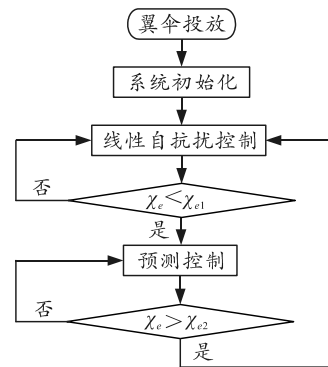 翼伞投放
系统初始化
线性自抗扰控制
否
χe<χe1
是
预测控制
否
χe>χe2
是